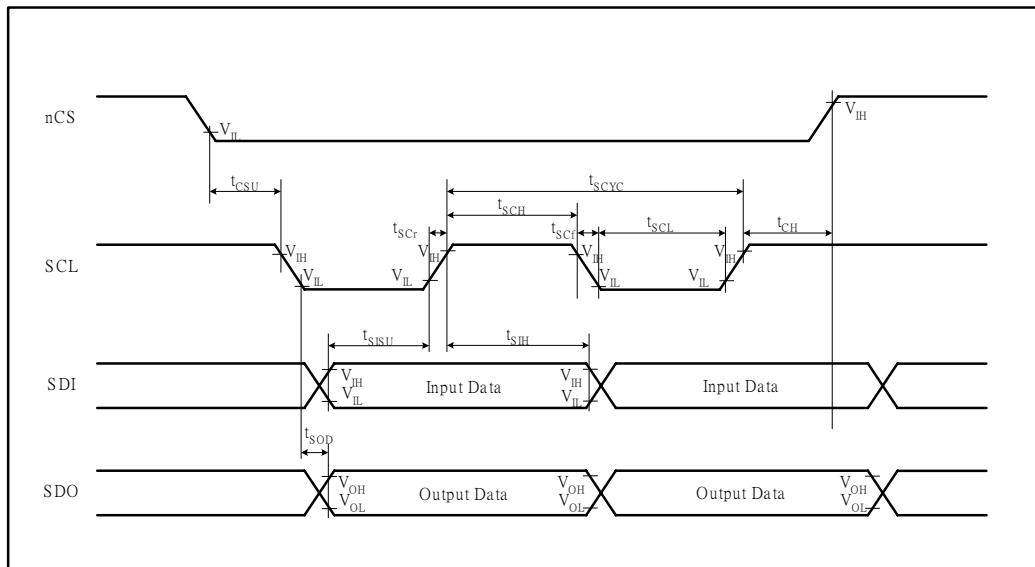 nCS
V_IL
V_IH
t_CSU
t_SCYC
t_SCH
t_SCr
t_SCf
t_SCL
t_CH
SCL
V_IH
V_IL
V_IL
V_IH
V_IH
V_IL
V_IL
V_IH
t_SISU
t_SIH
SDI
V_IH
V_IL
Input Data
V_IH
V_IL
Input Data
t_SOD
SDO
V_OH
V_OL
Output Data
V_OH
V_OL
Output Data
V_OH
V_OL